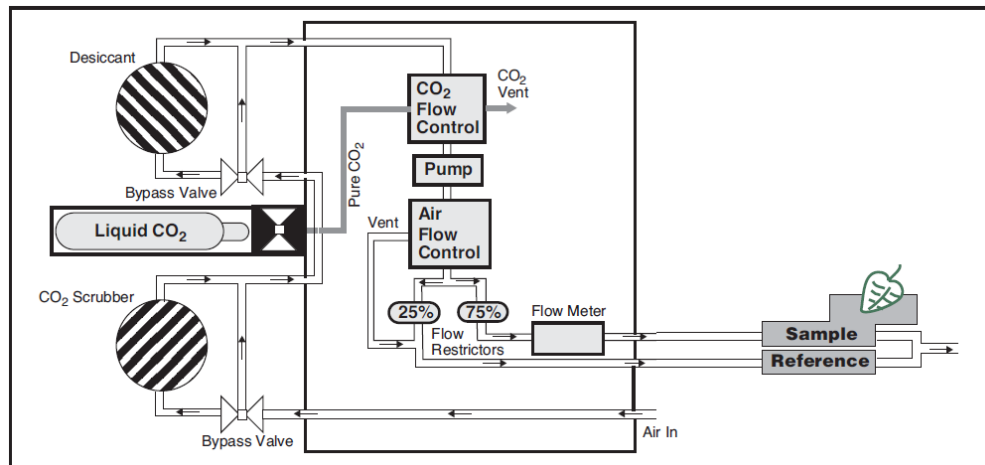 Desiccant
Bypass Valve
Liquid CO₂
CO₂ Scrubber
Bypass Valve
Pure CO₂
CO₂
Flow
Control
CO₂
Vent
Pump
Vent
Air
Flow
Control
25%
75%
Flow
Restrictors
Flow Meter
Sample
Reference
Air In